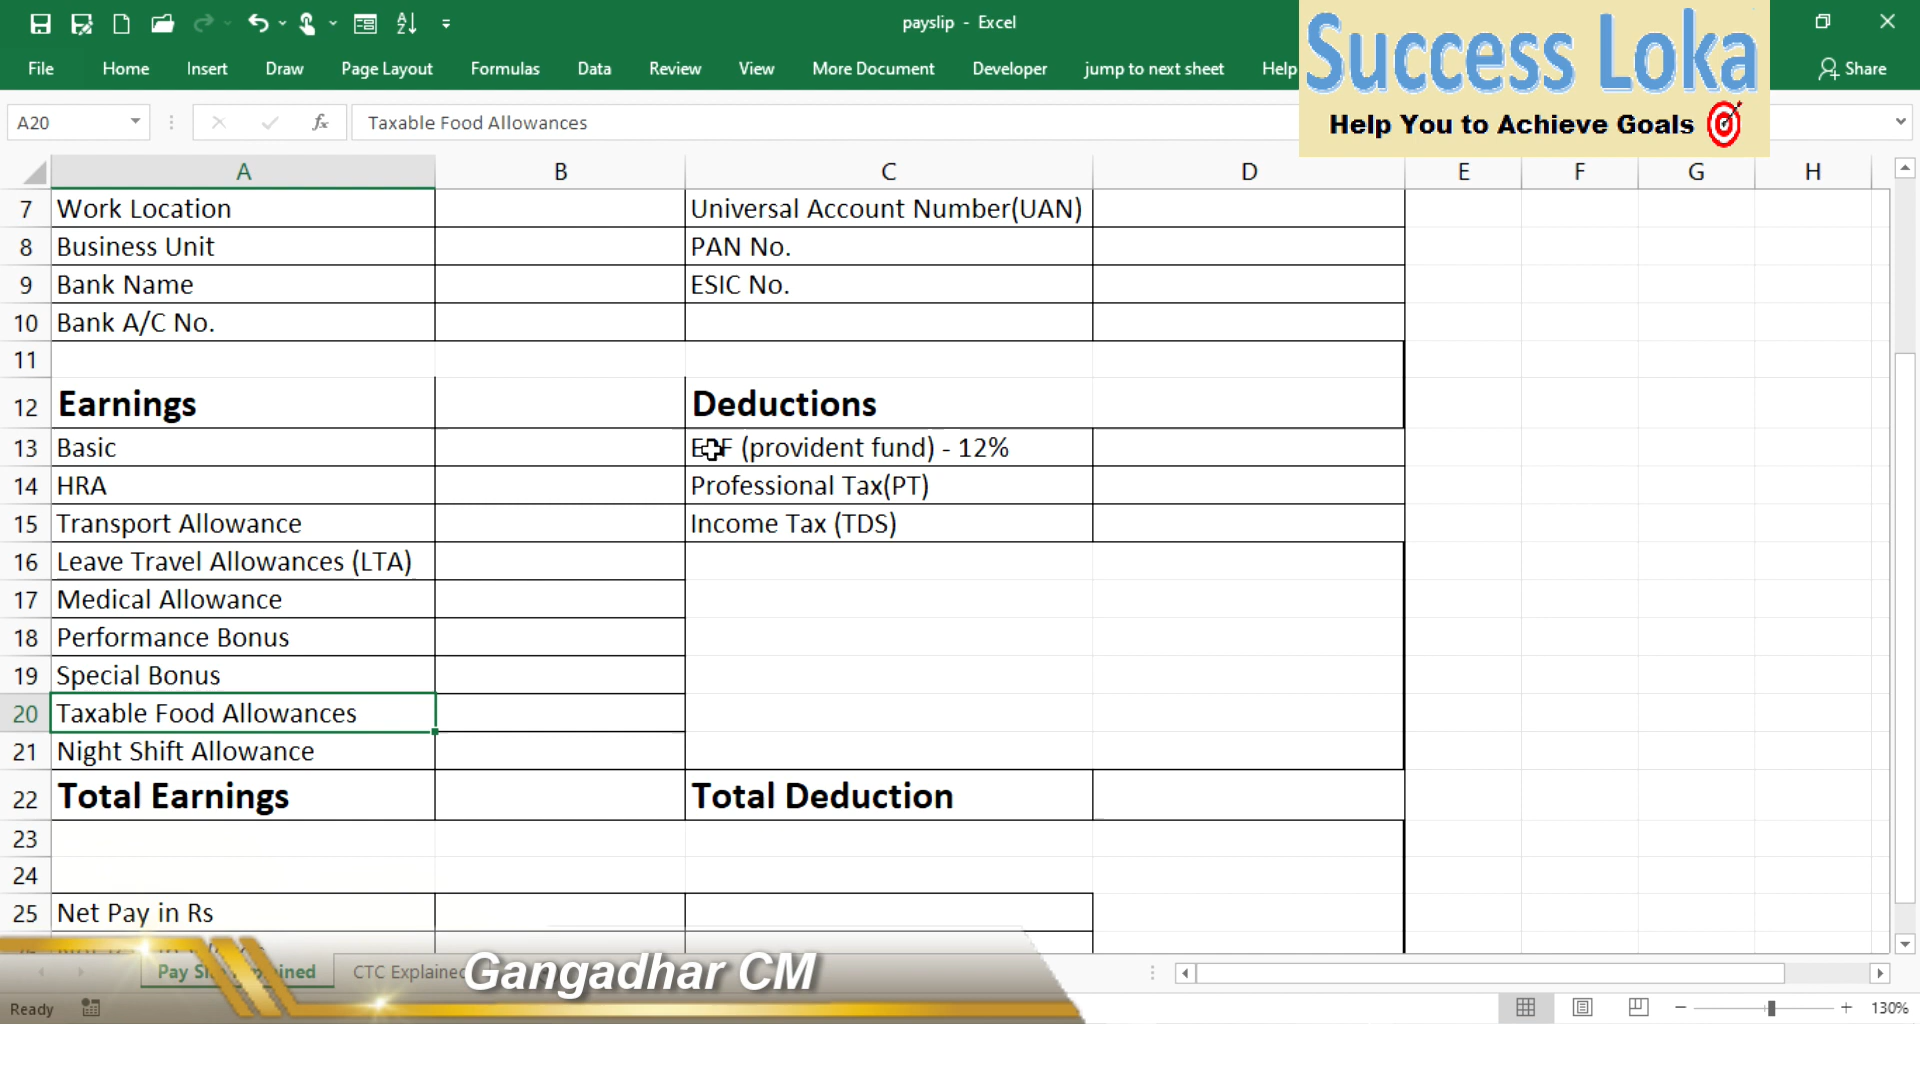 payslip - Excel
Success Loka
Help You to Achieve Goals
File Home Insert Draw Page Layout Formulas Data Review View More Document Developer jump to next sheet Help Share
A20 fx Taxable Food Allowances
A B C D E F G H
7 Work Location Universal Account Number(UAN)
8 Business Unit PAN No.
9 Bank Name ESIC No.
10 Bank A/C No.
11
12 Earnings Deductions
13 Basic (provident fund) - 12%
14 HRA Professional Tax(PT)
15 Transport Allowance Income Tax (TDS)
16 Leave Travel Allowances (LTA)
17 Medical Allowance
18 Performance Bonus
19 Special Bonus
20 Taxable Food Allowances
21 Night Shift Allowance
22 Total Earnings Total Deduction
23
24
25 Net Pay in Rs
Pay CTC Explained
Gangadhar CM
Ready 130%